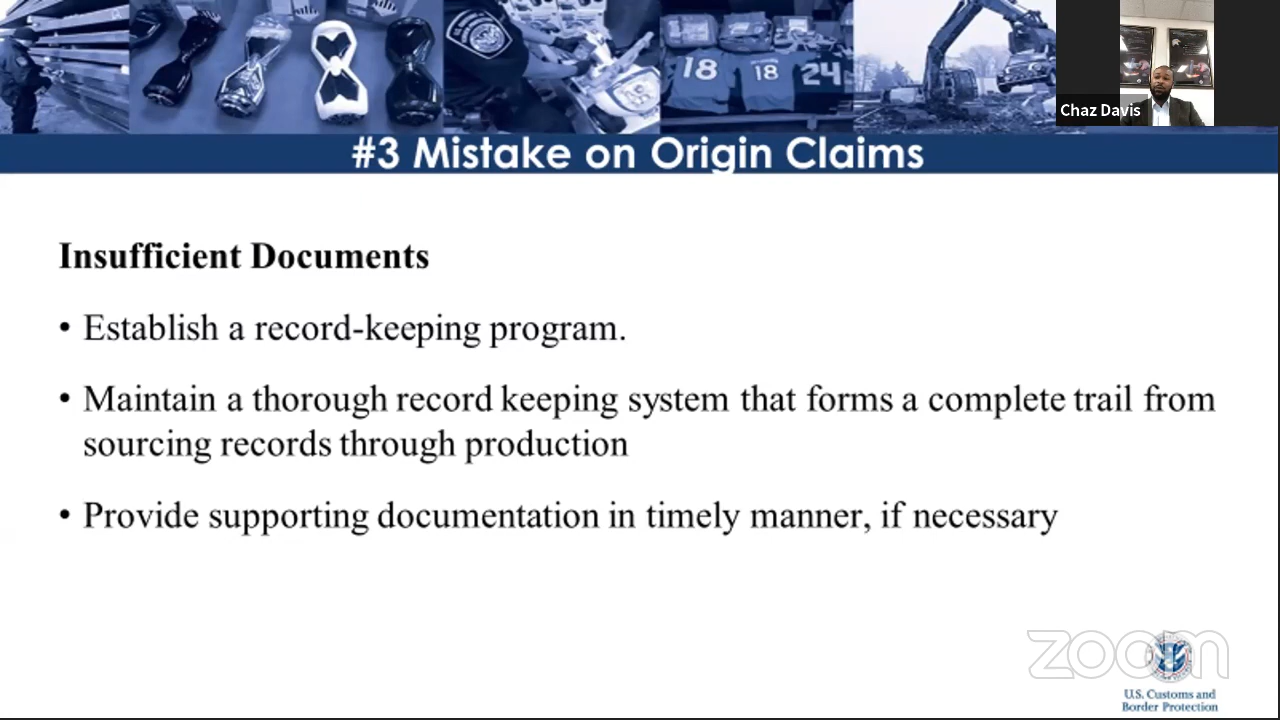 18
18
24
Chaz Davis
#3 Mistake on Origin Claims
Insufficient Documents
• Establish a record-keeping program.
• Maintain a thorough record keeping system that forms a complete trail from
sourcing records through production
• Provide supporting documentation in timely manner, if necessary
zoom
U.S. Customs and
Border Protection